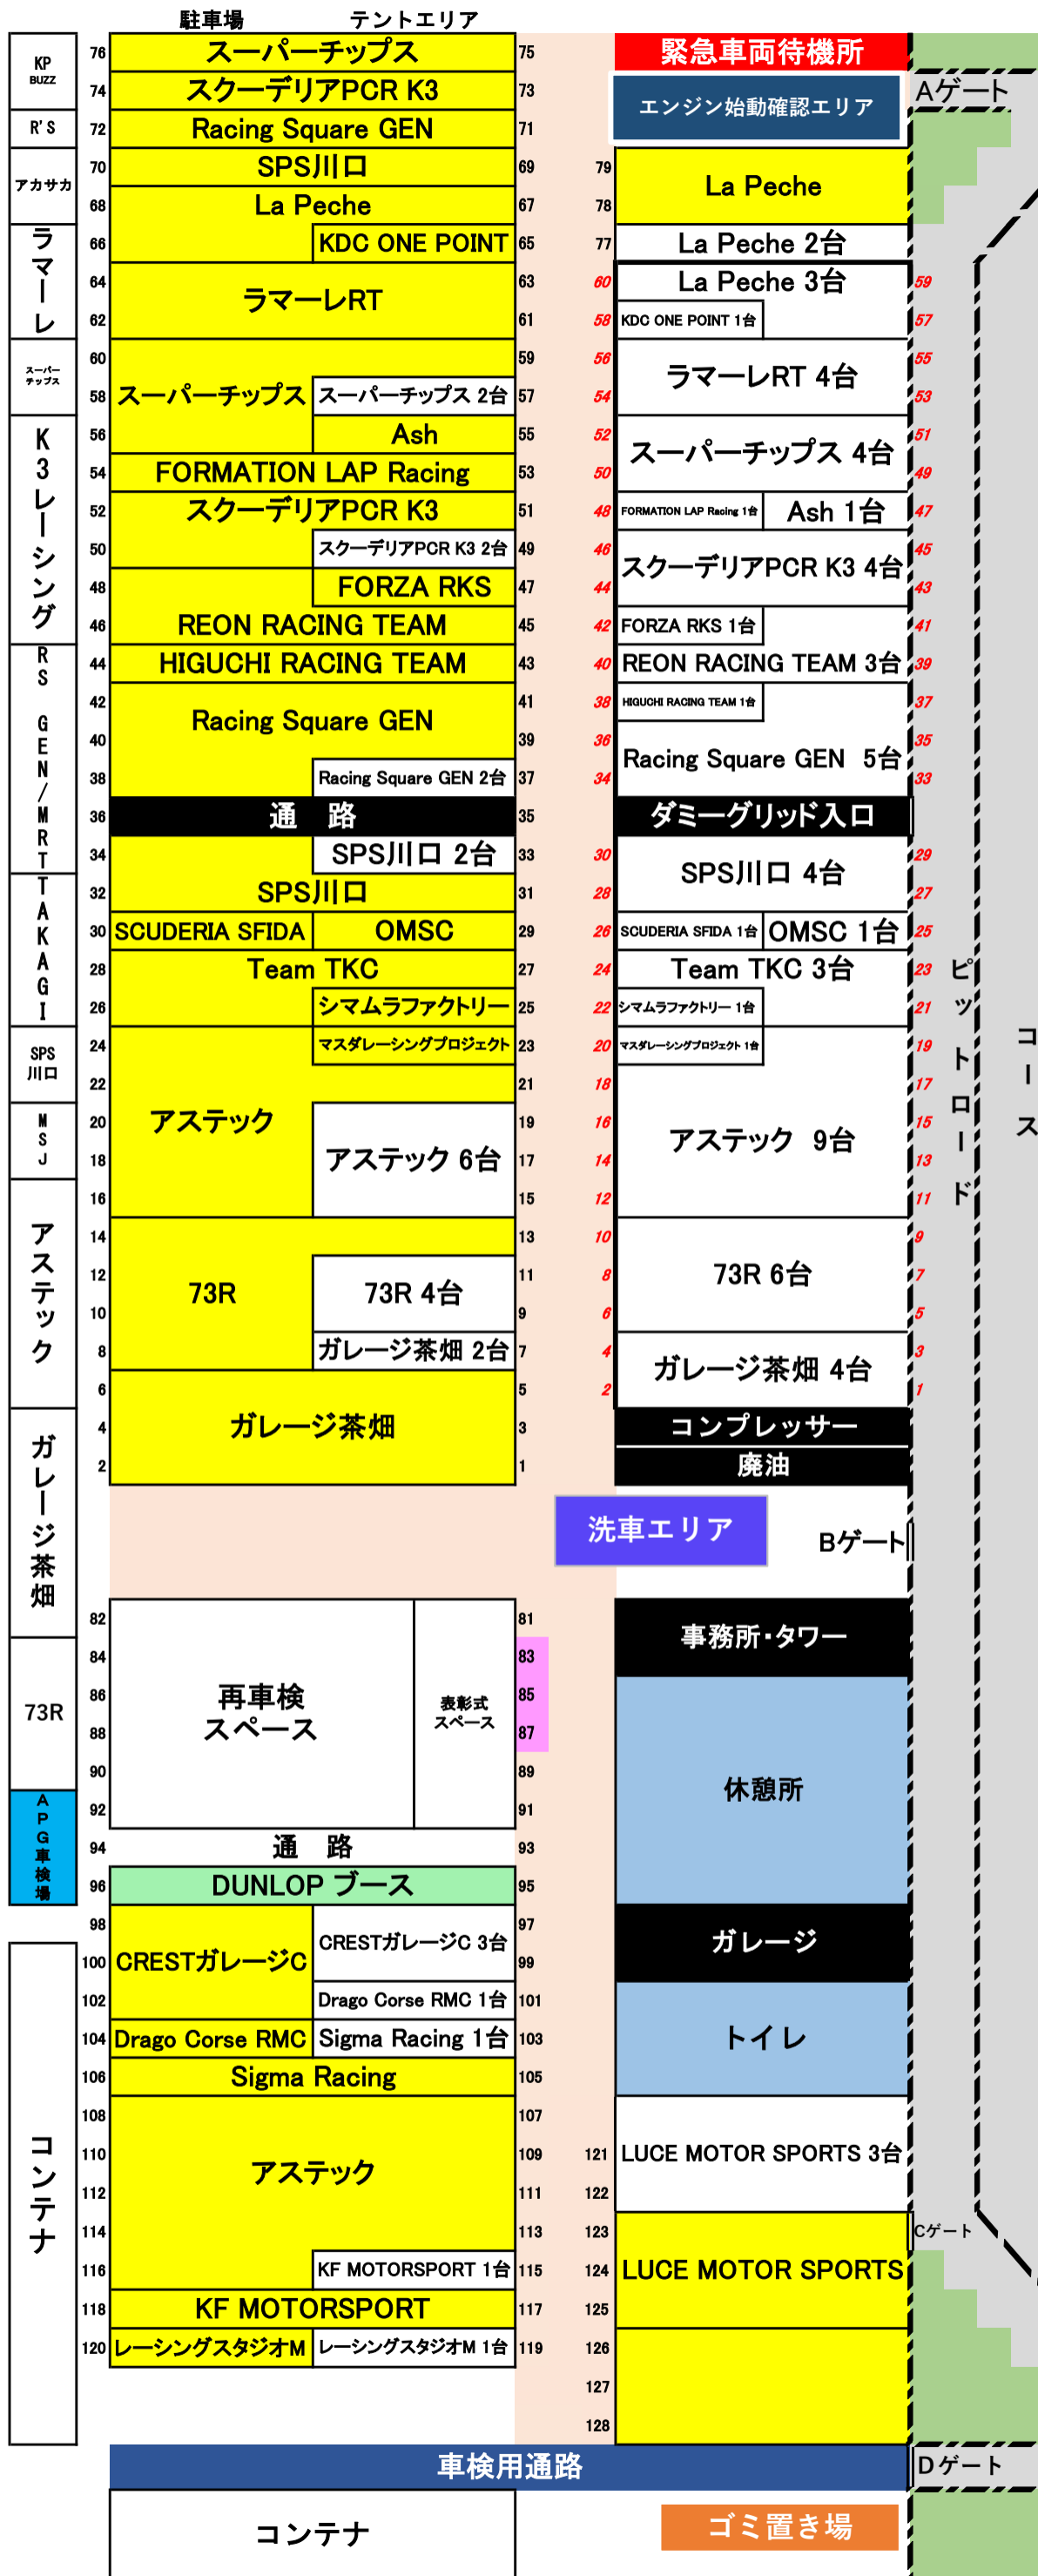 駐車場 テントエリア
KP
BUZZ
76 スーパーチップス 75 緊急車両待機所
74 スクーデリアPCR K3 73 エンジン始動確認エリア Aゲート
R'S 72 Racing Square GEN 71
アカサカ 70 SPS川口 69 79 La Peche
68 La Peche 67 78
ラマーレ 66 KDC ONE POINT 65 77 La Peche 2台
64 ラマーレRT 63 60 La Peche 3台 59
62 61 58 KDC ONE POINT 1台 57
スーパー
チップス
60 59 56 ラマーレRT 4台 55
58 スーパーチップス スーパーチップス 2台 57 54 53
K3レーシング 56 Ash 55 52 スーパーチップス 4台 51
54 FORMATION LAP Racing 53 50 49
52 スクーデリアPCR K3 51 48 FORMATION LAP Racing 1台 Ash 1台 47
50 スクーデリアPCR K3 2台 49 46 スクーデリアPCR K3 4台 45
48 FORZA RKS 47 44 43
46 REON RACING TEAM 45 42 FORZA RKS 1台 41
RS GEN/MRT 44 HIGUCHI RACING TEAM 43 40 REON RACING TEAM 3台 39
42 Racing Square GEN 41 38 HIGUCHI RACING TEAM 1台 37
40 39 36 Racing Square GEN 5台 35
38 Racing Square GEN 2台 37 34 33
36 通 路 35 ダミーグリッド入口
34 SPS川口 2台 33 30 SPS川口 4台 29
TAKAGI 32 SPS川口 31 28 27
30 SCUDERIA SFIDA OMSC 29 26 SCUDERIA SFIDA 1台 OMSC 1台 25
28 Team TKC 27 24 Team TKC 3台 23
26 シマムラファクトリー 25 22 シマムラファクトリー 1台 21
ピットロード
コース
SPS
川口
24 マスダレーシングプロジェクト 23 20 マスダレーシングプロジェクト 1台 19
22 21 18 17
MSJ 20 アステック 19 16 アステック 9台 15
18 アステック 6台 17 14 13
16 15 12 11
アステック 14 13 10 9
12 73R 73R 4台 11 8 73R 6台 7
10 9 6 5
8 ガレージ茶畑 2台 7 4 ガレージ茶畑 4台 3
6 5 2 1
ガレージ茶畑 4 ガレージ茶畑 3 コンプレッサー
2 1 廃油
洗車エリア Bゲート
82 81 事務所・タワー
73R 84 83
86 再車検
スペース
表彰式
スペース
85
88 87
90 89 休憩所
APG車検場 92 91
94 通 路 93
96 DUNLOP ブース 95
98 CRESTガレージC 3台 97 ガレージ
コンテナ 100 CRESTガレージC 99
102 Drago Corse RMC 1台 101 トイレ
104 Drago Corse RMC Sigma Racing 1台 103
106 Sigma Racing 105
108 107
110 アステック 109 121 LUCE MOTOR SPORTS 3台
112 111 122
114 113 123 Cゲート
116 KF MOTORSPORT 1台 115 124 LUCE MOTOR SPORTS
118 KF MOTORSPORT 117 125
120 レーシングスタジオM レーシングスタジオM 1台 119 126
127
128
車検用通路 Dゲート
コンテナ ゴミ置き場